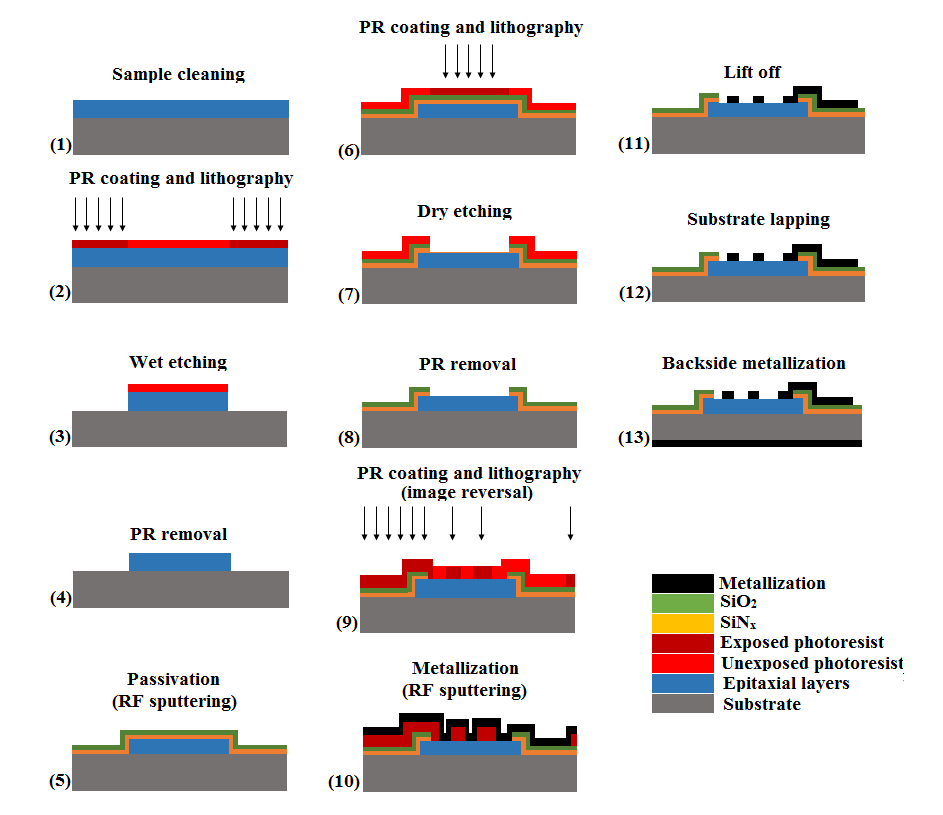 Sample cleaning
(1)
PR coating and lithography
(2)
Wet etching
(3)
PR removal
(4)
Passivation
(RF sputtering)
(5)
PR coating and lithography
(6)
Dry etching
(7)
PR removal
(8)
PR coating and lithography
(image reversal)
(9)
Metallization
(RF sputtering)
(10)
Lift off
(11)
Substrate lapping
(12)
Backside metallization
(13)
Metallization
SiO₂
SiNₓ
Exposed photoresist
Unexposed photoresist
Epitaxial layers
Substrate